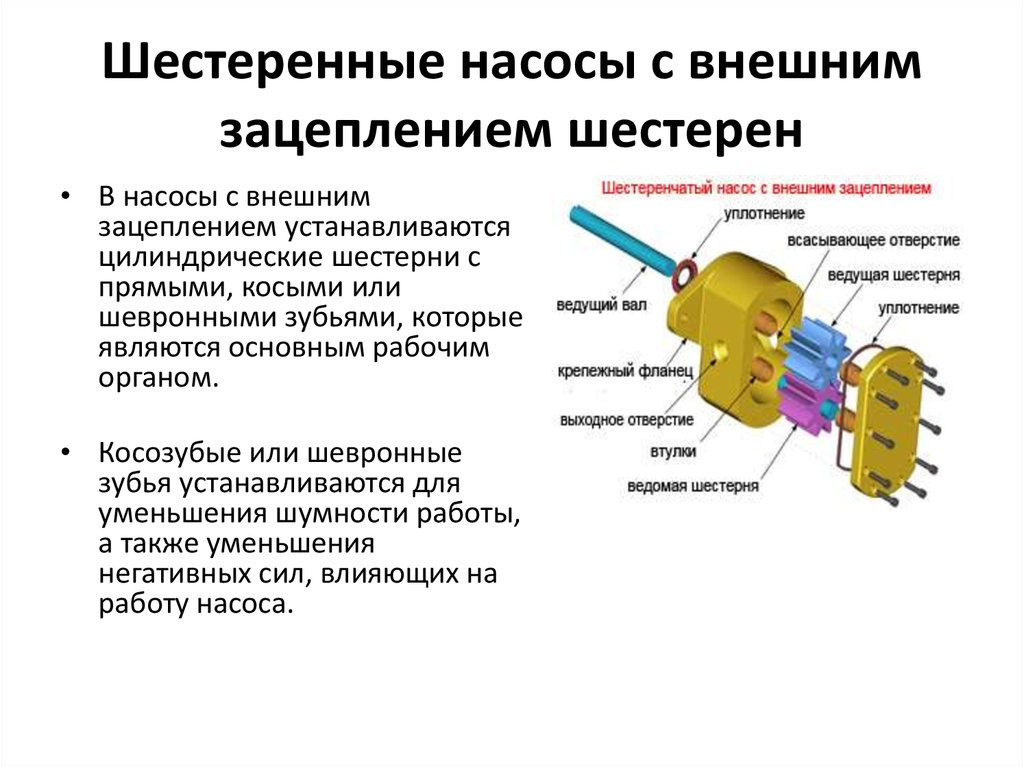 Шестеренные насосы с внешним
зацеплением шестерен
• В насосы с внешним
зацеплением устанавливаются
цилиндрические шестерни с
прямыми, косыми или
шевронными зубьями, которые
являются основным рабочим
органом.
• Косозубые или шевронные
зубья устанавливаются для
уменьшения шумности работы,
а также уменьшения
негативных сил, влияющих на
работу насоса.
Шестеренчатый насос с внешним зацеплением
уплотнение
всасывающее отверстие
ведущая шестерня
ведущий вал
уплотнение
крепежный фланец
выходное отверстие
втулки
ведомая шестерня